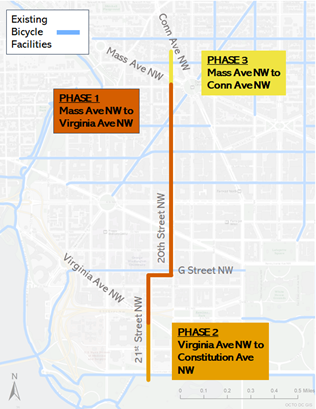 Existing
Bicycle
Facilities
Conn Ave NW
Mass Ave NW
PHASE 3
Mass Ave NW to
Conn Ave NW
PHASE 1
Mass Ave NW to
Virginia Ave NW
20th Street NW
G Street NW
Virginia Ave NW
21st Street NW
PHASE 2
Virginia Ave NW to
Constitution Ave
NW
N
0 0.1 0.2 0.3 0.4 0.5 Miles